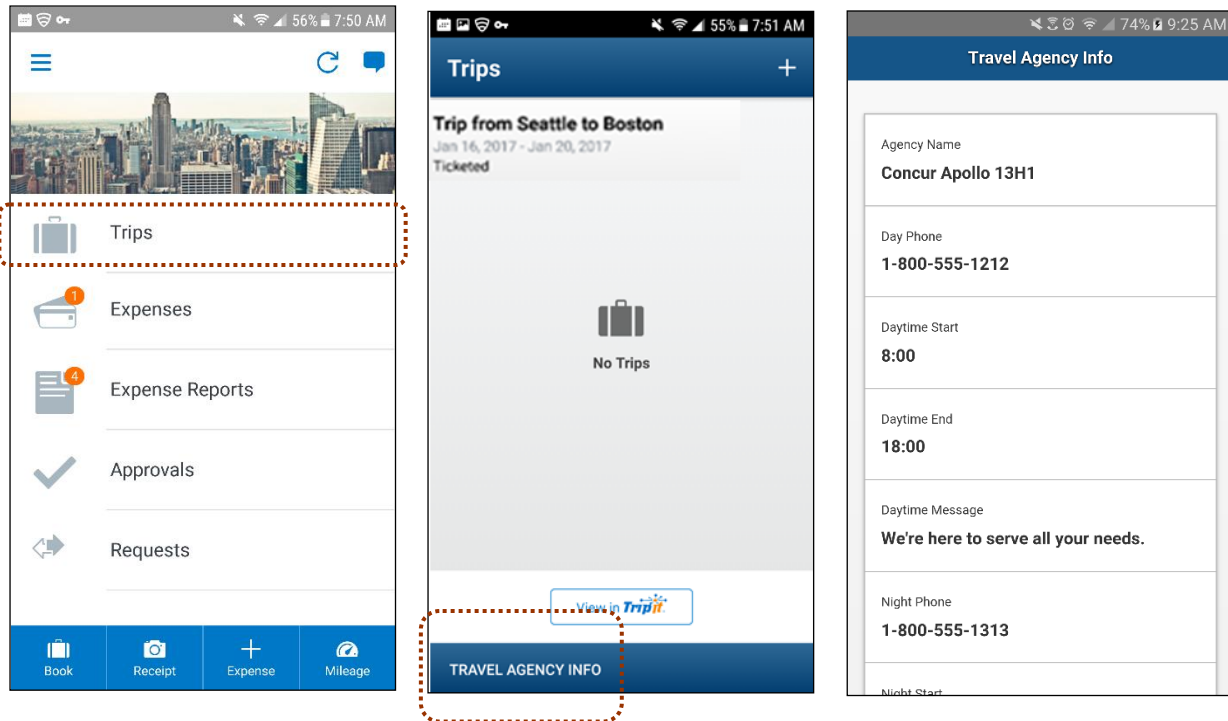 56% 7:50 AM
Trips
1
Expenses
4
Expense Reports
Approvals
Requests
Book
Receipt
Expense
Mileage
55% 7:51 AM
Trips
+
Trip from Seattle to Boston
Jan 16, 2017 - Jan 20, 2017
Ticketed
No Trips
View in TripIt
TRAVEL AGENCY INFO
74% 9:25 AM
Travel Agency Info
Agency Name
Concur Apollo 13H1
Day Phone
1-800-555-1212
Daytime Start
8:00
Daytime End
18:00
Daytime Message
We're here to serve all your needs.
Night Phone
1-800-555-1313
Night Start